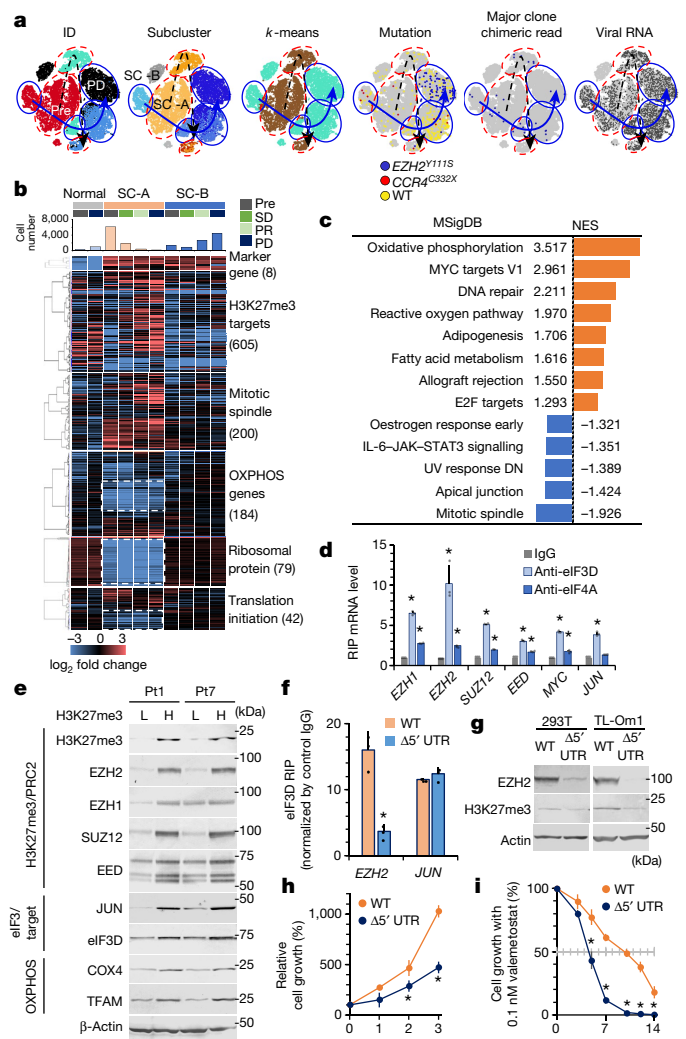 a
ID
Subcluster
k-means
Mutation
Major clone
chimeric read
Viral RNA
PD
Pre
SC-B
SC-A
EZH2Y111S
CCR4C332X
WT
b
Normal SC-A SC-B
Pre
SD
PR
PD
Cell
number
8,000
4,000
0
Marker
gene (8)
H3K27me3
targets
(605)
Mitotic
spindle
(200)
OXPHOS
genes
(184)
Ribosomal
protein (79)
Translation
initiation (42)
−3 0 3
log2 fold change
c
MSigDB NES
Oxidative phosphorylation 3.517
MYC targets V1 2.961
DNA repair 2.211
Reactive oxygen pathway 1.970
Adipogenesis 1.706
Fatty acid metabolism 1.616
Allograft rejection 1.550
E2F targets 1.293
Oestrogen response early −1.321
IL-6–JAK–STAT3 signalling −1.351
UV response DN −1.389
Apical junction −1.424
Mitotic spindle −1.926
d
RIP mRNA level
15
10
5
0
IgG
Anti-eIF3D
Anti-eIF4A
* * * * * * * * * * *
EZH1 EZH2 SUZ12 EED MYC JUN
e
Pt1 Pt7
H3K27me3 L H L H (kDa)
H3K27me3/PRC2
H3K27me3
EZH2
EZH1
SUZ12
EED
eIF3/
target
JUN
eIF3D
OXPHOS
COX4
TFAM
β-Actin
25
100
100
100
75
50
50
75
25
25
50
f
eIF3D RIP
(normalized by control IgG)
20
10
0
WT
Δ5′ UTR
*
EZH2 JUN
g
293T TL-Om1
WT Δ5′ UTR WT Δ5′ UTR
EZH2
H3K27me3
Actin
100
25
50
(kDa)
h
Relative
cell growth (%)
1,000
500
0
WT
Δ5′ UTR
* *
0 1 2 3
i
Cell growth with
0.1 nM valemetostat (%)
100
50
50
0
WT
Δ5′ UTR
* * * * *
0 7 14